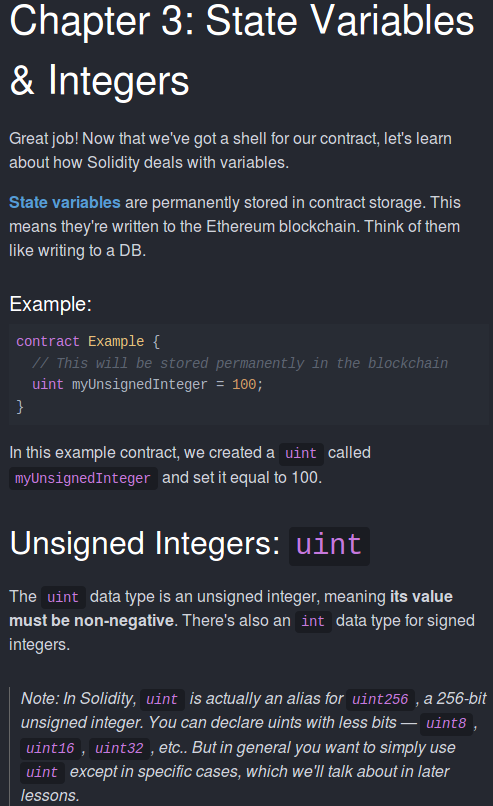 Chapter 3: State Variables
& Integers
Great job! Now that we've got a shell for our contract, let's learn
about how Solidity deals with variables.
State variables are permanently stored in contract storage. This
means they're written to the Ethereum blockchain. Think of them
like writing to a DB.
Example:
contract Example {
  // This will be stored permanently in the blockchain
  uint myUnsignedInteger = 100;
}
In this example contract, we created a uint called
myUnsignedInteger and set it equal to 100.
Unsigned Integers: uint
The uint data type is an unsigned integer, meaning its value
must be non-negative. There's also an int data type for signed
integers.
Note: In Solidity, uint is actually an alias for uint256, a 256-bit
unsigned integer. You can declare uints with less bits — uint8,
uint16, uint32, etc.. But in general you want to simply use
uint except in specific cases, which we'll talk about in later
lessons.